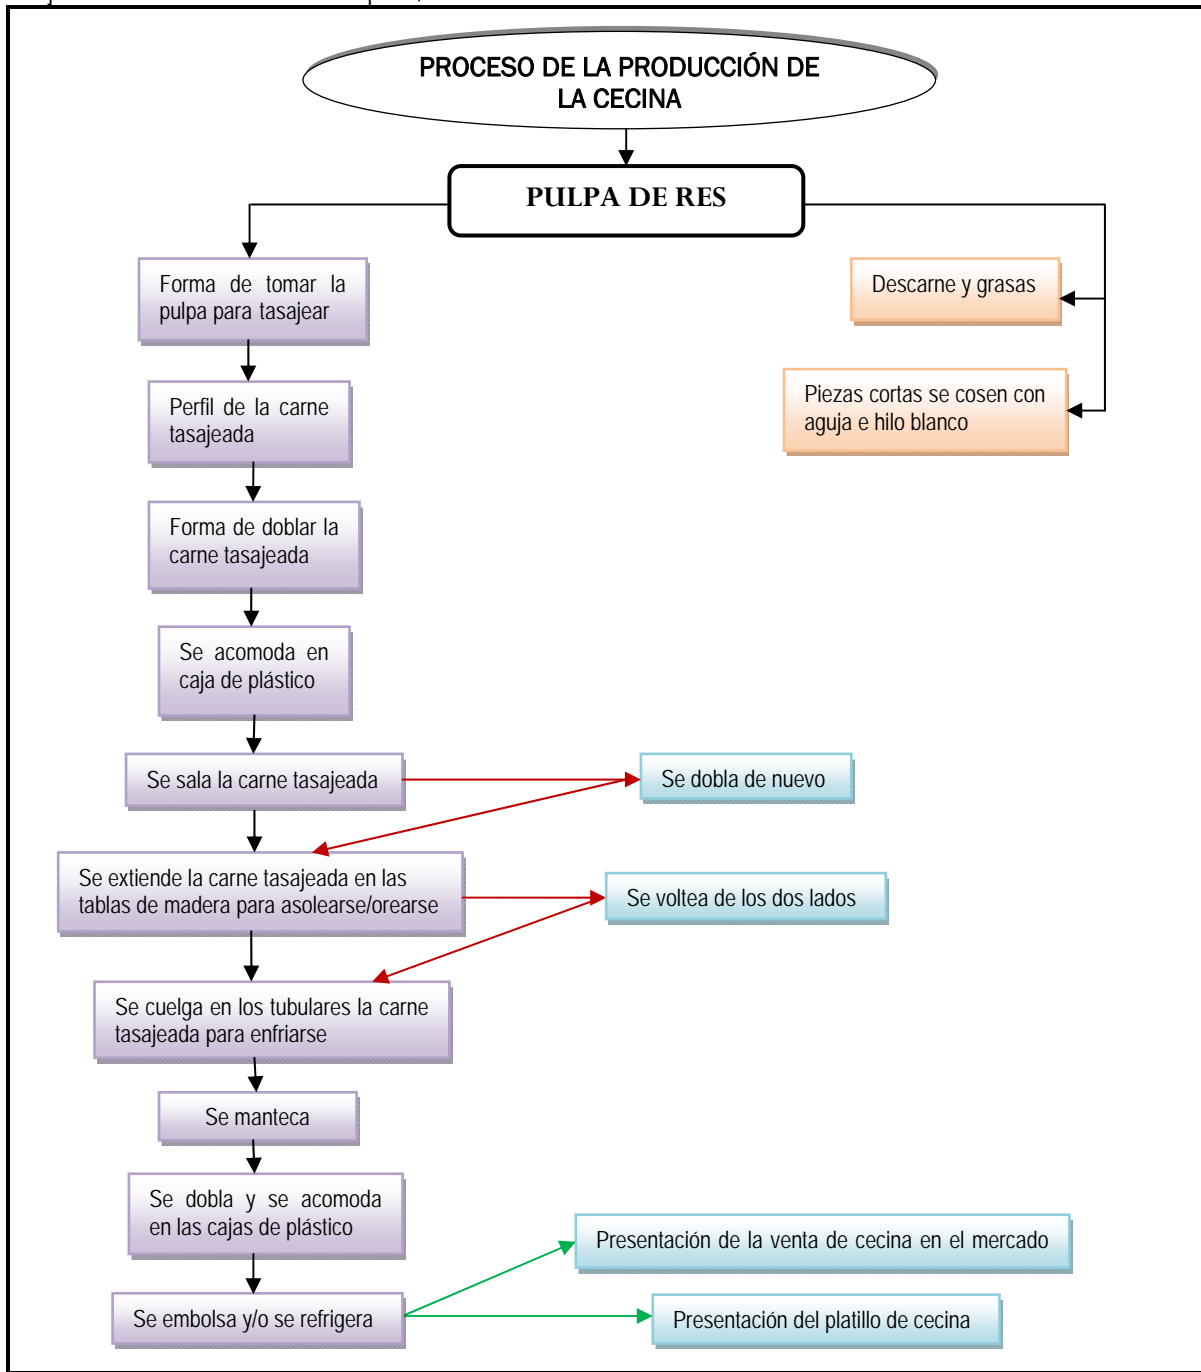 PROCESO DE LA PRODUCCIÓN DE
LA CECINA
PULPA DE RES
Forma de tomar la
pulpa para tasajear
Descarne y grasas
Perfil de la carne
tasajeada
Piezas cortas se cosen con
aguja e hilo blanco
Forma de doblar la
carne tasajeada
Se acomoda en
caja de plástico
Se sala la carne tasajeada
Se dobla de nuevo
Se extiende la carne tasajeada en las
tablas de madera para asolearse/orearse
Se voltea de los dos lados
Se cuelga en los tubulares la carne
tasajeada para enfriarse
Se manteca
Se dobla y se acomoda
en las cajas de plástico
Presentación de la venta de cecina en el mercado
Se embolsa y/o se refrigera
Presentación del platillo de cecina